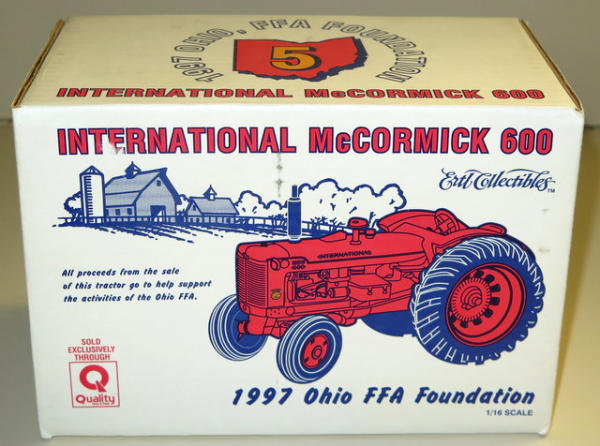 1997 OHIO, FFA FOUNDATION
5
INTERNATIONAL McCORMICK 600
INTERNATIONAL McCORMICK 600
Ertl Collectibles™
INTERNATIONAL
600
All proceeds from the sale
of this tractor go to help support
the activities of the Ohio FFA.
SOLD
EXCLUSIVELY
THROUGH
Q
Quality
1997 Ohio FFA Foundation
1/16 SCALE